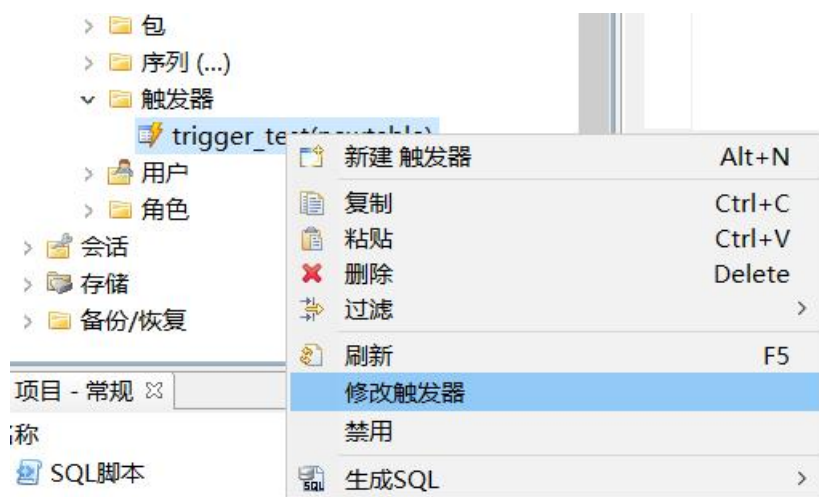 包
序列 (...)
触发器
trigger_te
新建 触发器 Alt+N
用户
复制 Ctrl+C
角色
粘贴 Ctrl+V
会话
删除 Delete
存储
过滤
备份/恢复
刷新 F5
项目 - 常规
修改触发器
称
禁用
SQL脚本
生成SQL